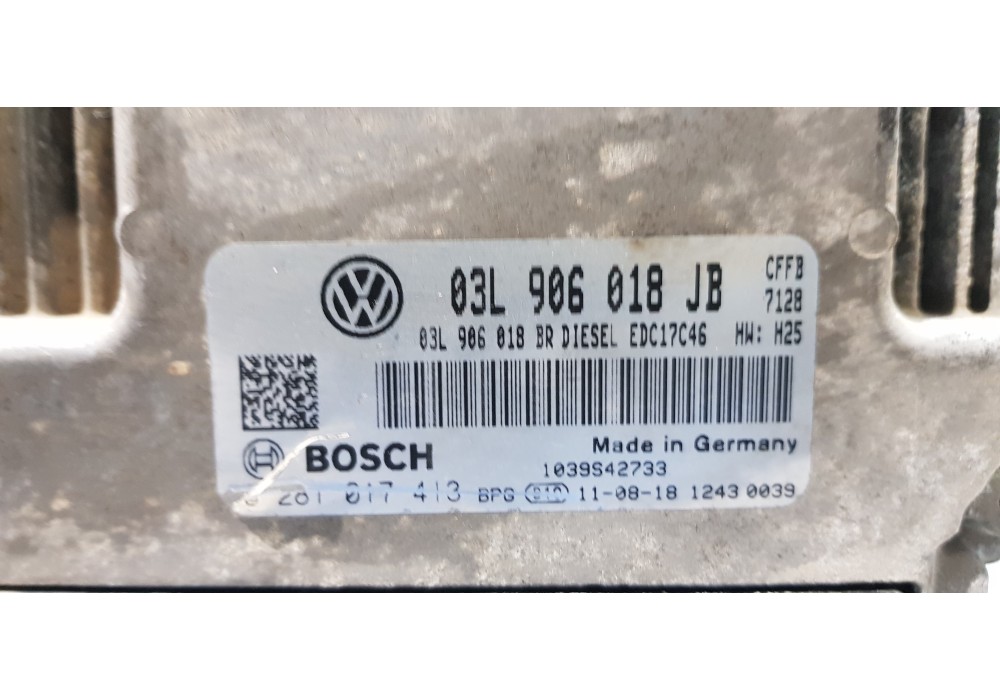 03L 906 018 JB
CFFB
7128
03L 906 018 BR DIESEL EDC17C46 HW: H25
BOSCH
Made in Germany
1039S42733
0 281 017 413 BPG 11-08-18 1243 0039